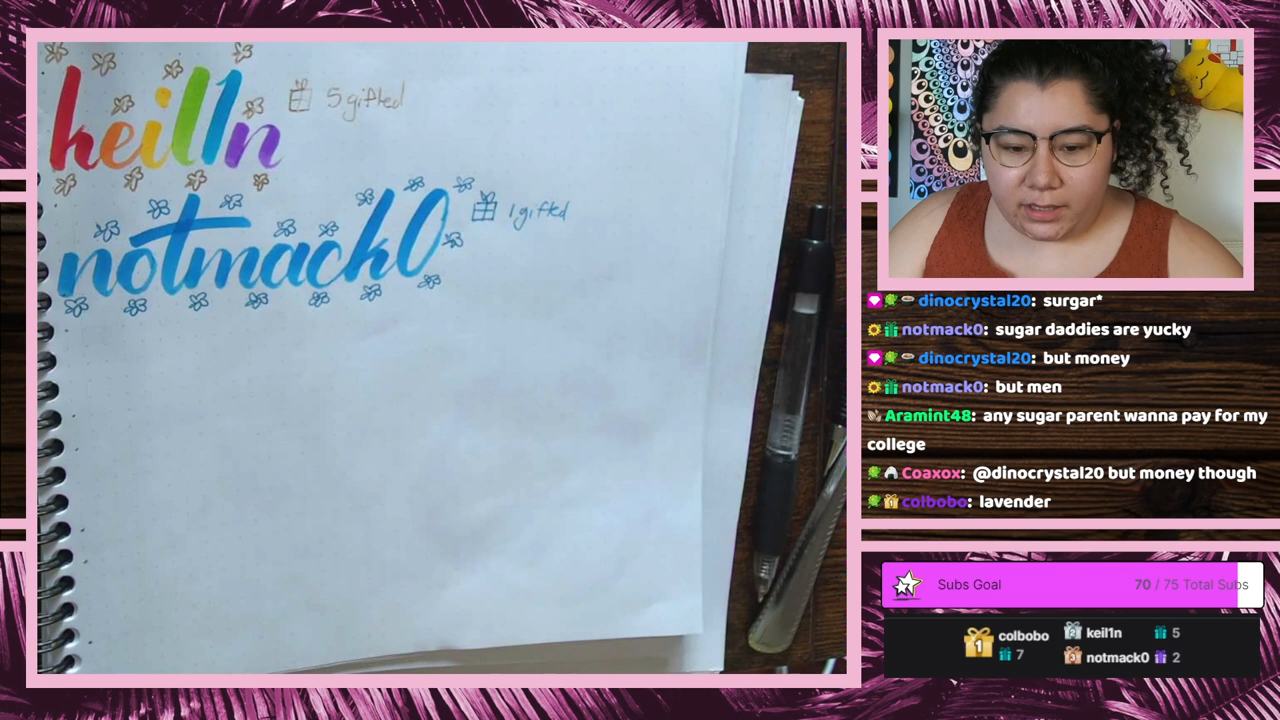 keil1n 5 gifted
notmack0 1 gifted
dinocrystal20: surgar*
notmack0: sugar daddies are yucky
dinocrystal20: but money
notmack0: but men
Aramint48: any sugar parent wanna pay for my
college
Coaxox: @dinocrystal20 but money though
colbobo: lavender
Subs Goal 70 / 75 Total Subs
1 colbobo 7
2 keil1n 5
3 notmack0 2